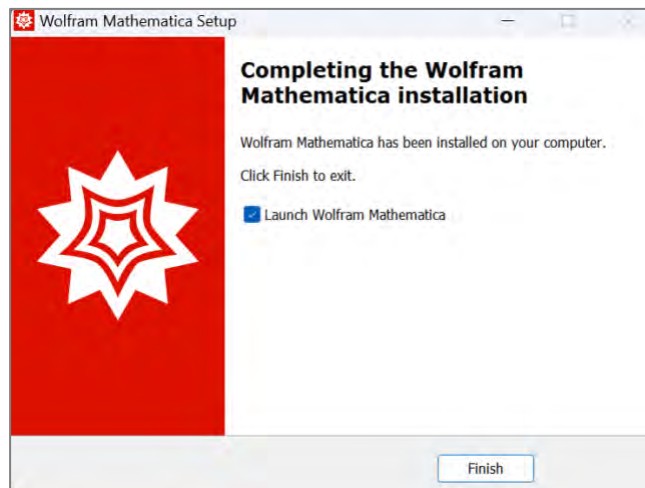 Wolfram Mathematica Setup
Completing the Wolfram
Mathematica installation
Wolfram Mathematica has been installed on your computer.
Click Finish to exit.
Launch Wolfram Mathematica
Finish